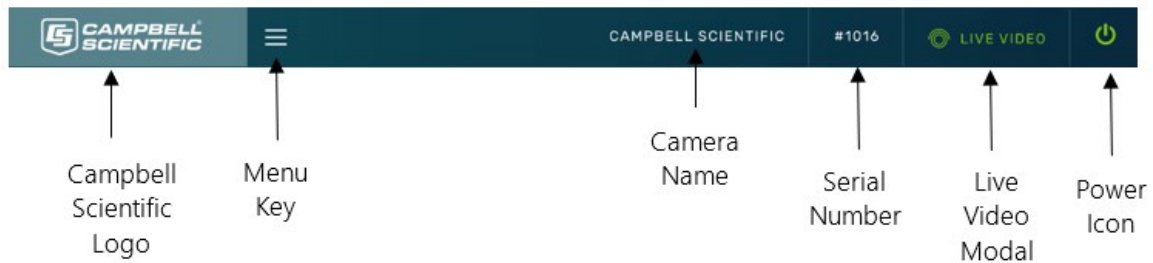 CAMPBELL
SCIENTIFIC
CAMPBELL SCIENTIFIC
#1016
LIVE VIDEO
Campbell
Scientific
Logo
Menu
Key
Camera
Name
Serial
Number
Live
Video
Modal
Power
Icon